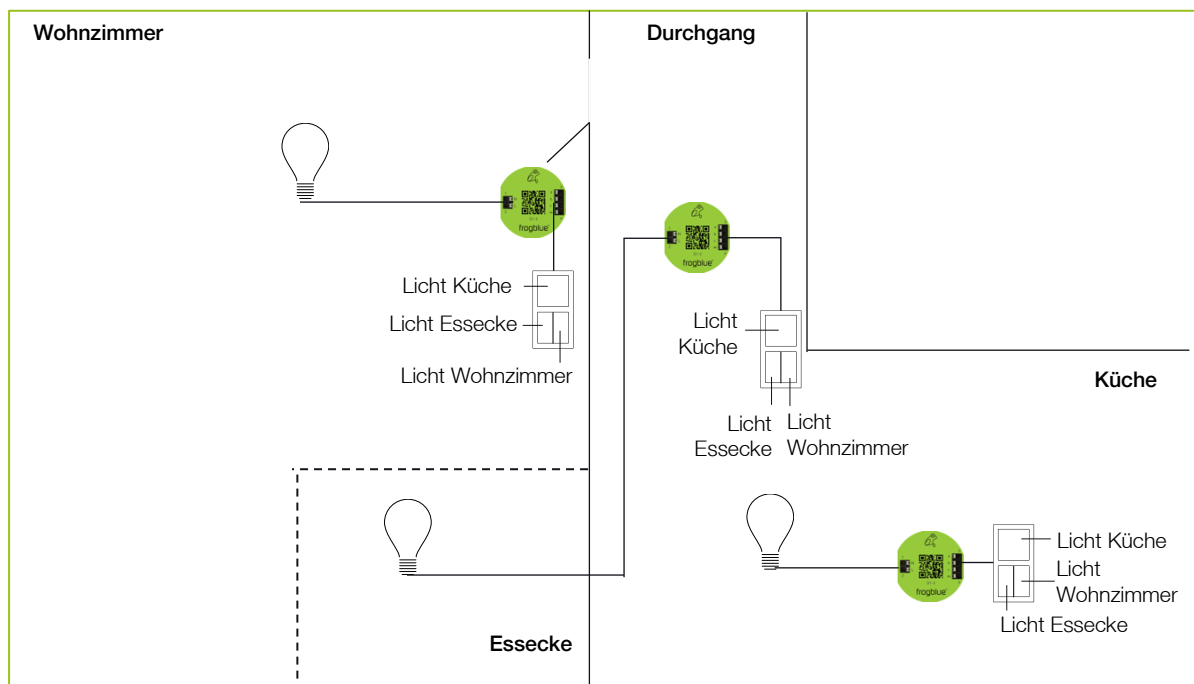 Wohnzimmer
Durchgang
frogblue
Licht Küche
Licht Essecke
Licht Wohnzimmer
frogblue
Licht
Küche
Licht
Essecke
Licht
Wohnzimmer
Küche
Essecke
frogblue
Licht Küche
Licht
Wohnzimmer
Licht Essecke